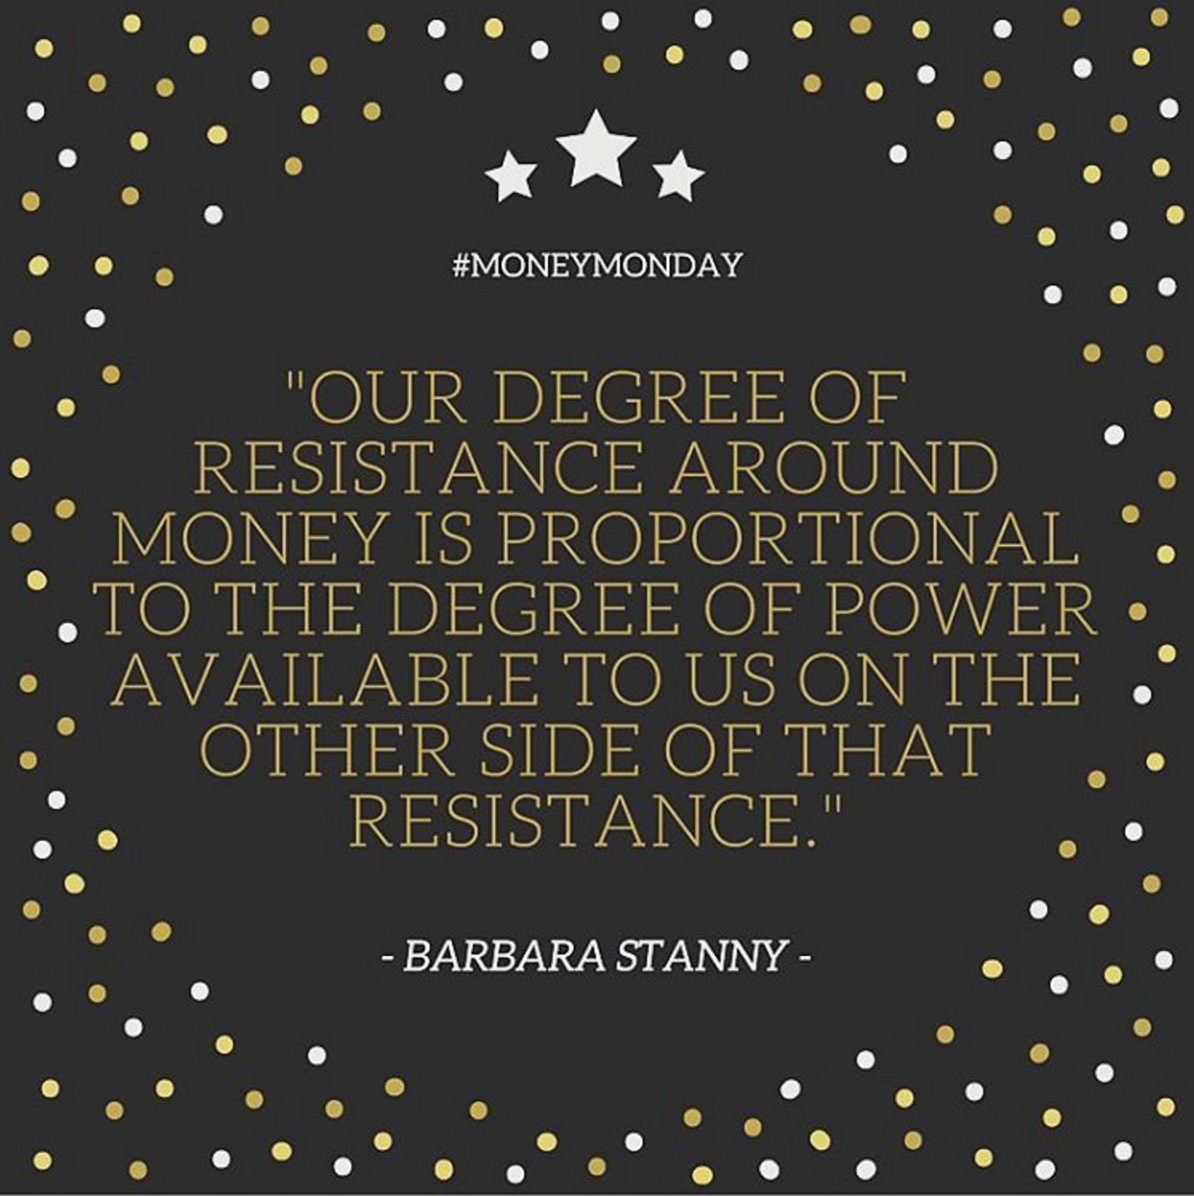 #MONEYMONDAY
"OUR DEGREE OF
RESISTANCE AROUND
MONEY IS PROPORTIONAL
TO THE DEGREE OF POWER
AVAILABLE TO US ON THE
OTHER SIDE OF THAT
RESISTANCE."
- BARBARA STANNY -